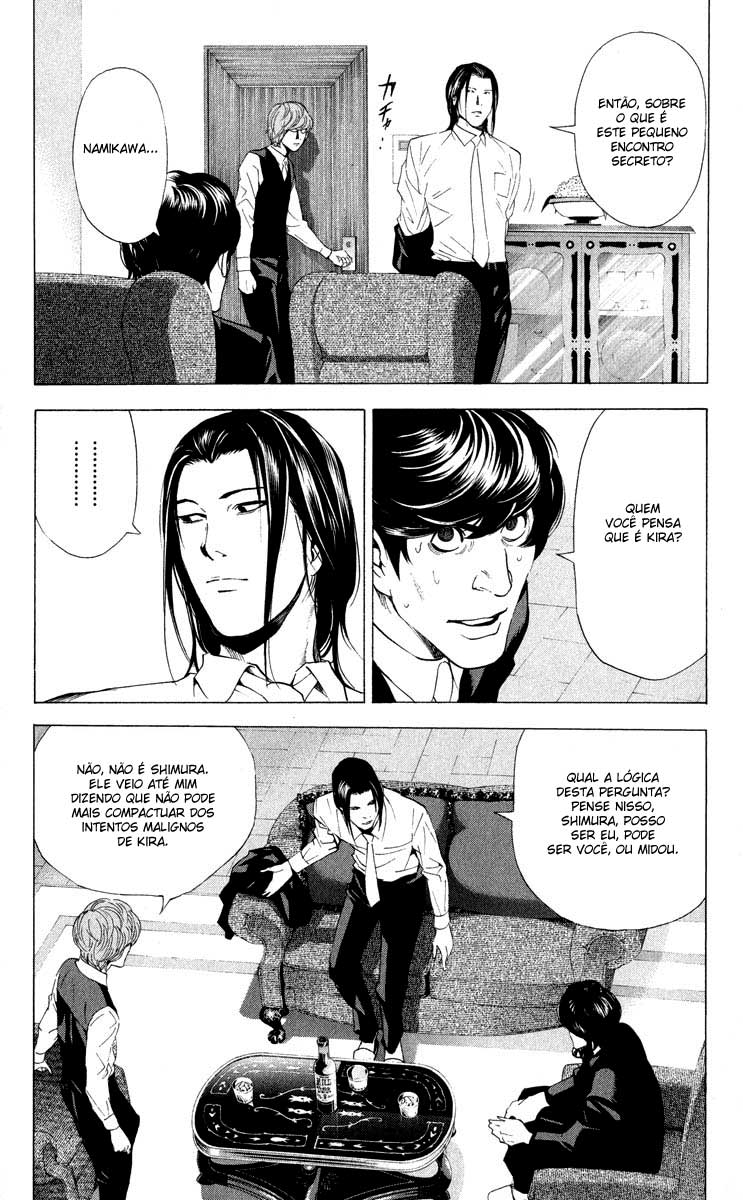 ENTÃO, SOBRE
O QUE É
ESTE PEQUENO
ENCONTRO
SECRETO?
ガチャ
NAMIKAWA...
QUEM
VOCÊ PENSA
QUE É KIRA?
........
........
QUAL A LÓGICA
DESTA PERGUNTA?
PENSE NISSO,
SHIMURA, POSSO
SER EU, PODE
SER VOCÊ, OU MIDOU.
NÃO, NÃO É SHIMURA.
ELE VEIO ATÉ MIM
DIZENDO QUE NÃO PODE
MAIS COMPACTUAR DOS
INTENTOS MALIGNOS
DE KIRA.